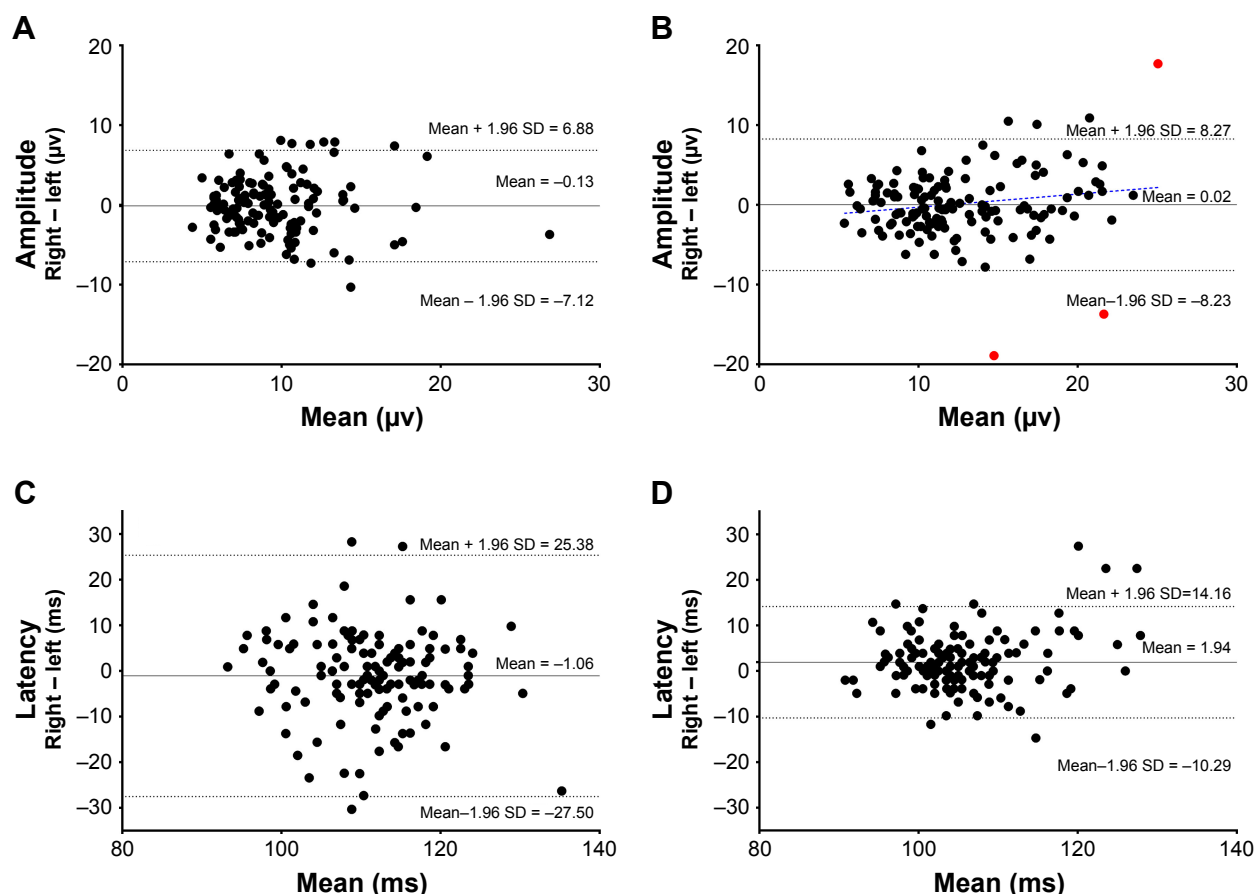 A
Amplitude
Right – left (µv)
20
10
0
–10
–20
Mean + 1.96 SD = 6.88
Mean = –0.13
Mean – 1.96 SD = –7.12
0
10
20
30
Mean (µv)
B
Amplitude
Right – left (µv)
20
10
0
–10
–20
Mean + 1.96 SD = 8.27
Mean = 0.02
Mean–1.96 SD = –8.23
0
10
20
30
Mean (µv)
C
Latency
Right – left (ms)
30
20
10
0
–10
–20
–30
Mean + 1.96 SD = 25.38
Mean = –1.06
Mean–1.96 SD = –27.50
80
100
120
140
Mean (ms)
D
Latency
Right – left (ms)
30
20
10
0
–10
–20
–30
Mean + 1.96 SD=14.16
Mean = 1.94
Mean–1.96 SD = –10.29
80
100
120
140
Mean (ms)